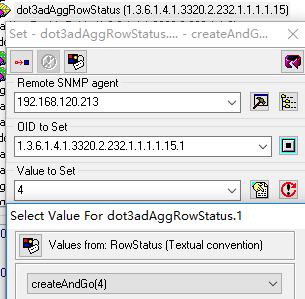 dot3adAggRowStatus (1.3.6.1.4.1.3320.2.232.1.1.1.1.15)
Set - dot3adAggRowStatus.... - createAndG...
Remote SNMP agent
192.168.120.213
OID to Set
1.3.6.1.4.1.3320.2.232.1.1.1.1.15.1
Value to Set
4
Select Value For dot3adAggRowStatus.1
Values from: RowStatus (Textual convention)
createAndGo(4)